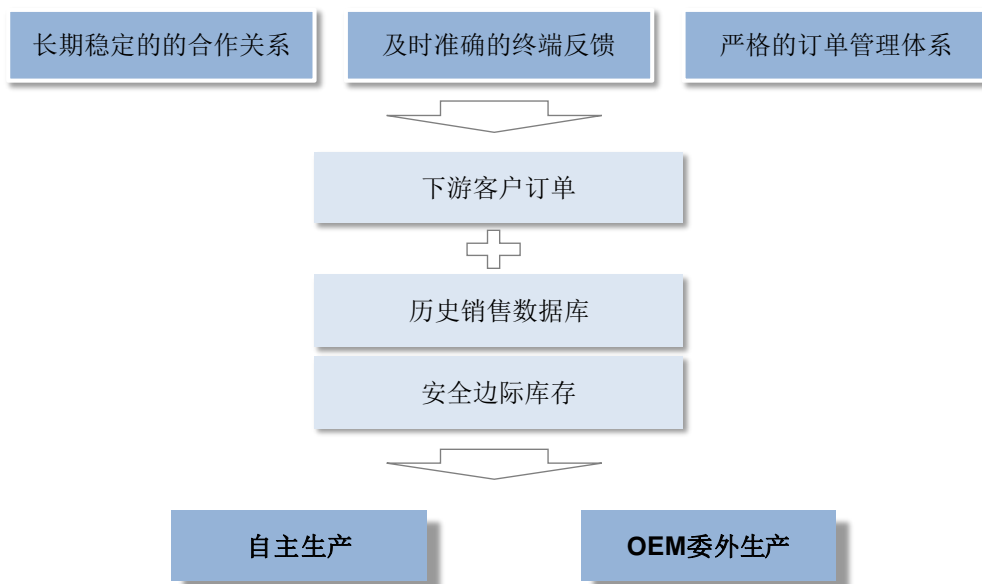 长期稳定的的合作关系
及时准确的终端反馈
严格的订单管理体系
下游客户订单
历史销售数据库
安全边际库存
自主生产
OEM委外生产